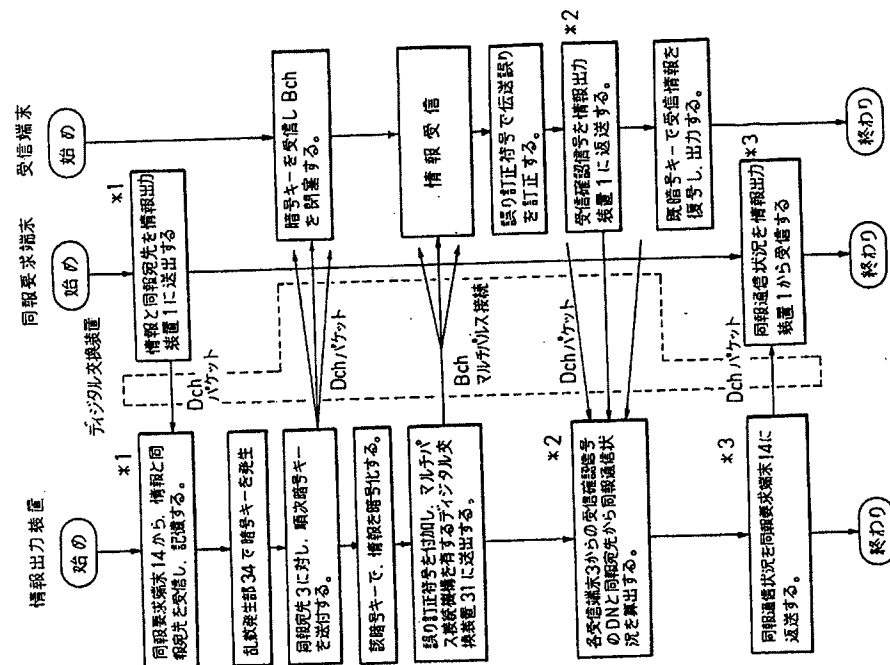 情報出力装置
始め
*1
同報要求端末14から、情報と同
報宛先を受信し、記憶する。
乱数発生部34で暗号キーを発生
同報宛先3に対し、順次暗号キー
を送付する。
該暗号キーで、情報を暗号化する。
誤り訂正符号を付加し、マルチパ
ス接続機構を有するディジタル交
換装置31に送出する。
*2
各受信端末3からの受信確認信号
のDNと同報宛先から同報通信状
況を算出する。
*3
同報通信状況を同報要求端末14に
返送する。
終わり
ディジタル交換装置
Dch
パケット
Dchパケット
Bch
マルチパルス接続
Dchパケット
Dchパケット
同報要求端末
始め
*1
情報と同報宛先を情報出力
装置1に送出する
*3
同報通信状況を情報出力
装置1から受信する
終わり
受信端末
始め
暗号キーを受信しBch
を閉塞する。
情報受信
誤り訂正符号で伝送誤り
を訂正する。
*2
受信確認信号を情報出力
装置1に返送する。
既暗号キーで受信情報を
復号し、出力する。
終わり